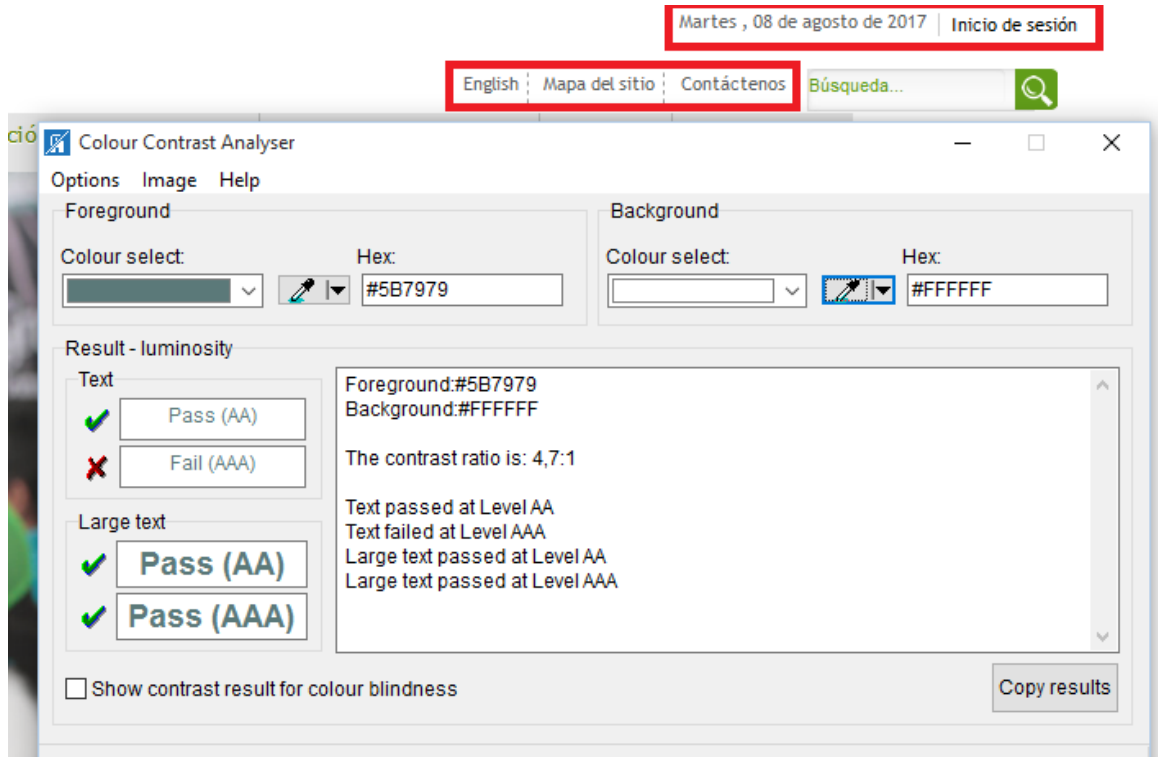 Martes , 08 de agosto de 2017 Inicio de sesión
English Mapa del sitio Contáctenos Búsqueda...
ció
Colour Contrast Analyser
Options Image Help
Foreground Background
Colour select: Hex: Colour select: Hex:
#5B7979 #FFFFFF
Result - luminosity
Text
Pass (AA)
Fail (AAA)
Large text
Pass (AA)
Pass (AAA)
Foreground:#5B7979
Background:#FFFFFF
The contrast ratio is: 4,7:1
Text passed at Level AA
Text failed at Level AAA
Large text passed at Level AA
Large text passed at Level AAA
Show contrast result for colour blindness
Copy results